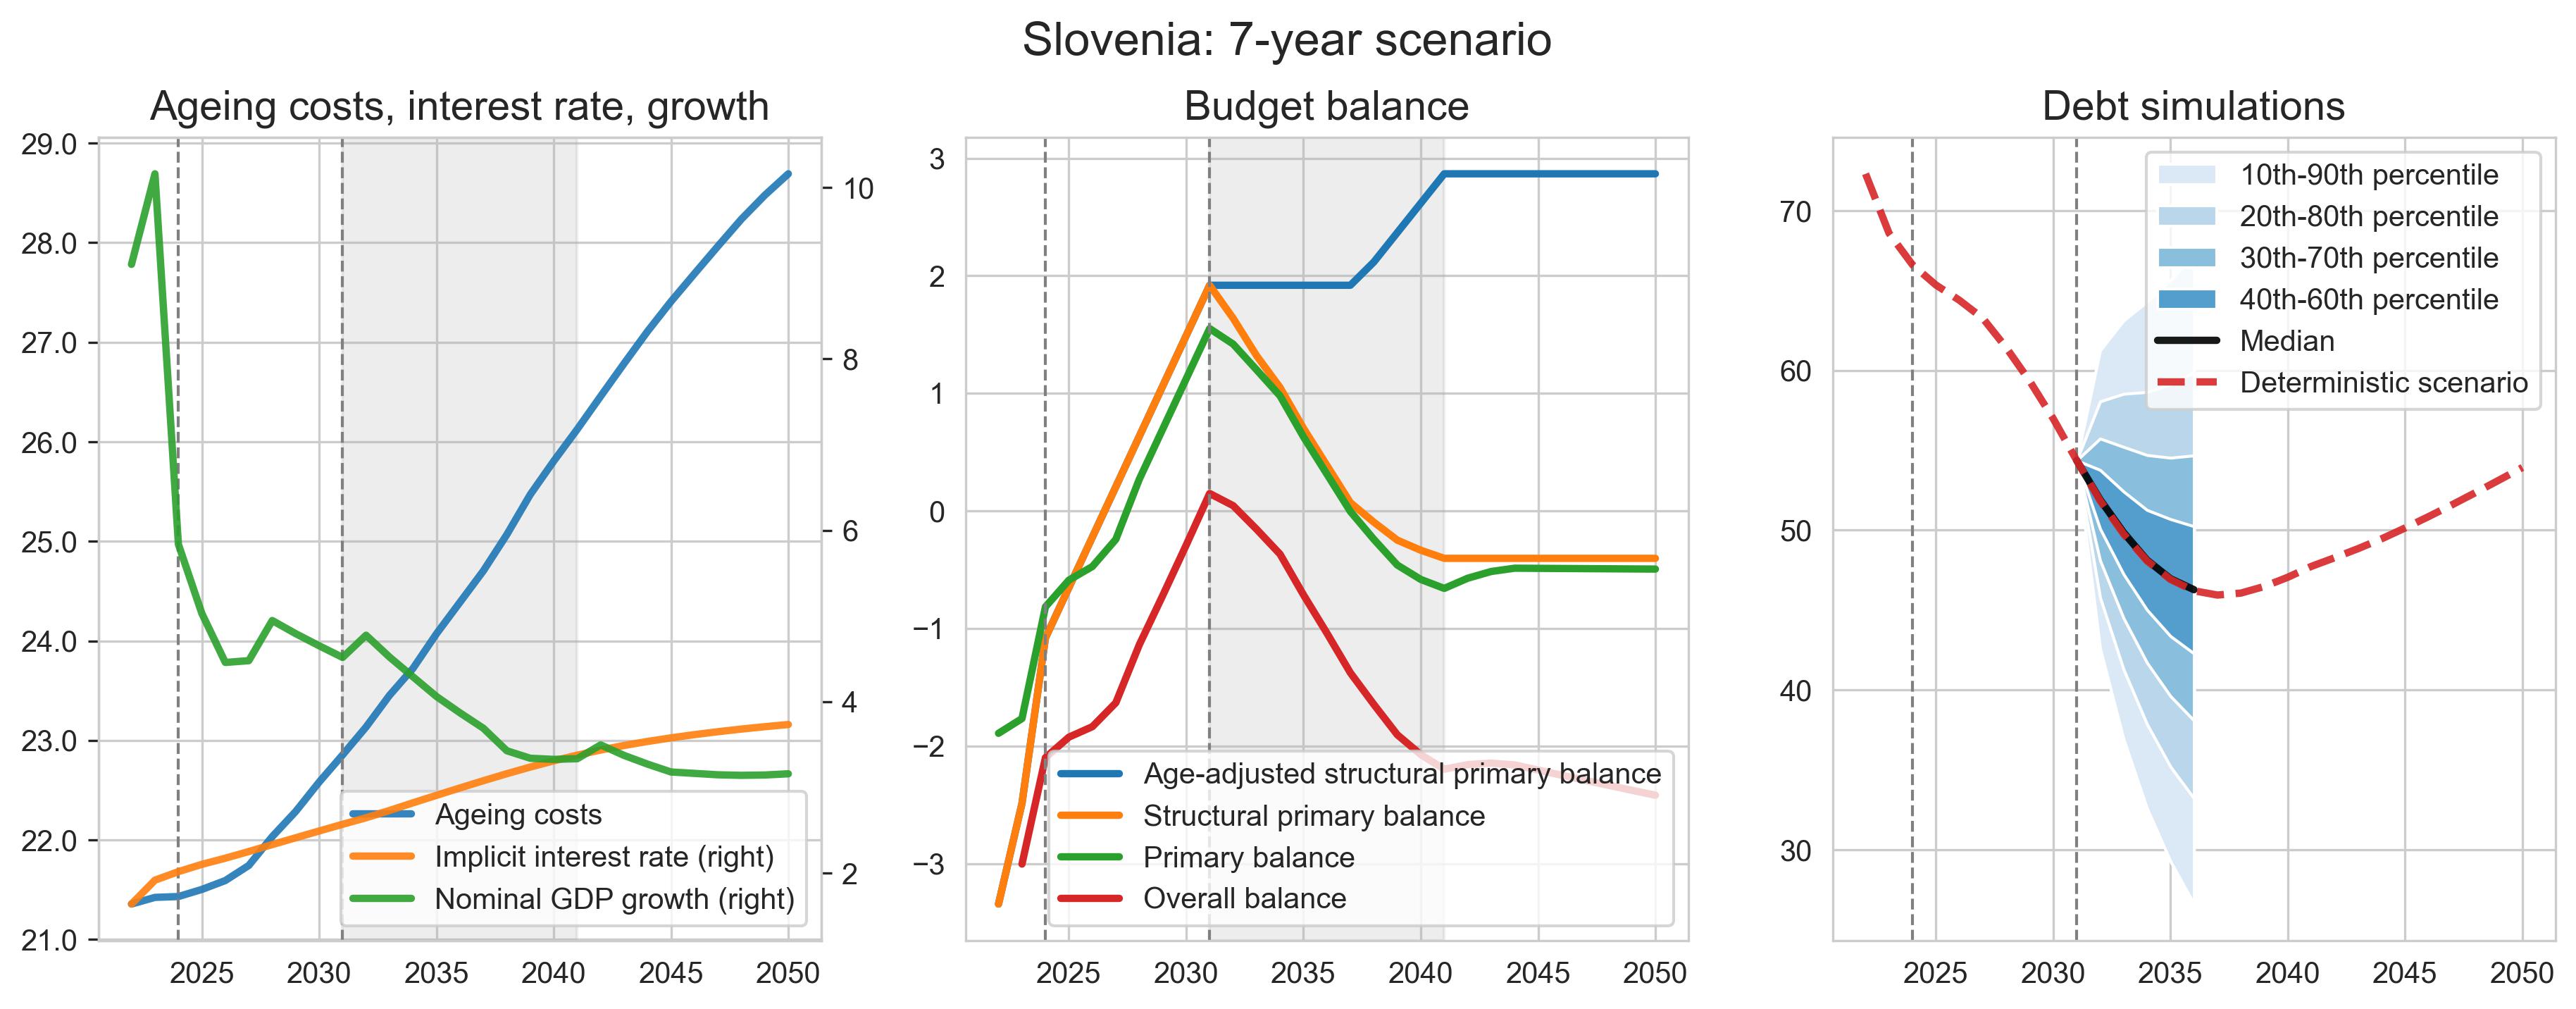 Slovenia: 7-year scenario
Ageing costs, interest rate, growth
29.0
28.0
27.0
26.0
25.0
24.0
23.0
22.0
21.0
10
8
6
4
2
2025 2030 2035 2040 2045 2050
Ageing costs
Implicit interest rate (right)
Nominal GDP growth (right)
Budget balance
3
2
1
0
−1
−2
−3
2025 2030 2035 2040 2045 2050
Age-adjusted structural primary balance
Structural primary balance
Primary balance
Overall balance
Debt simulations
70
60
50
40
30
2025 2030 2035 2040 2045 2050
10th-90th percentile
20th-80th percentile
30th-70th percentile
40th-60th percentile
Median
Deterministic scenario